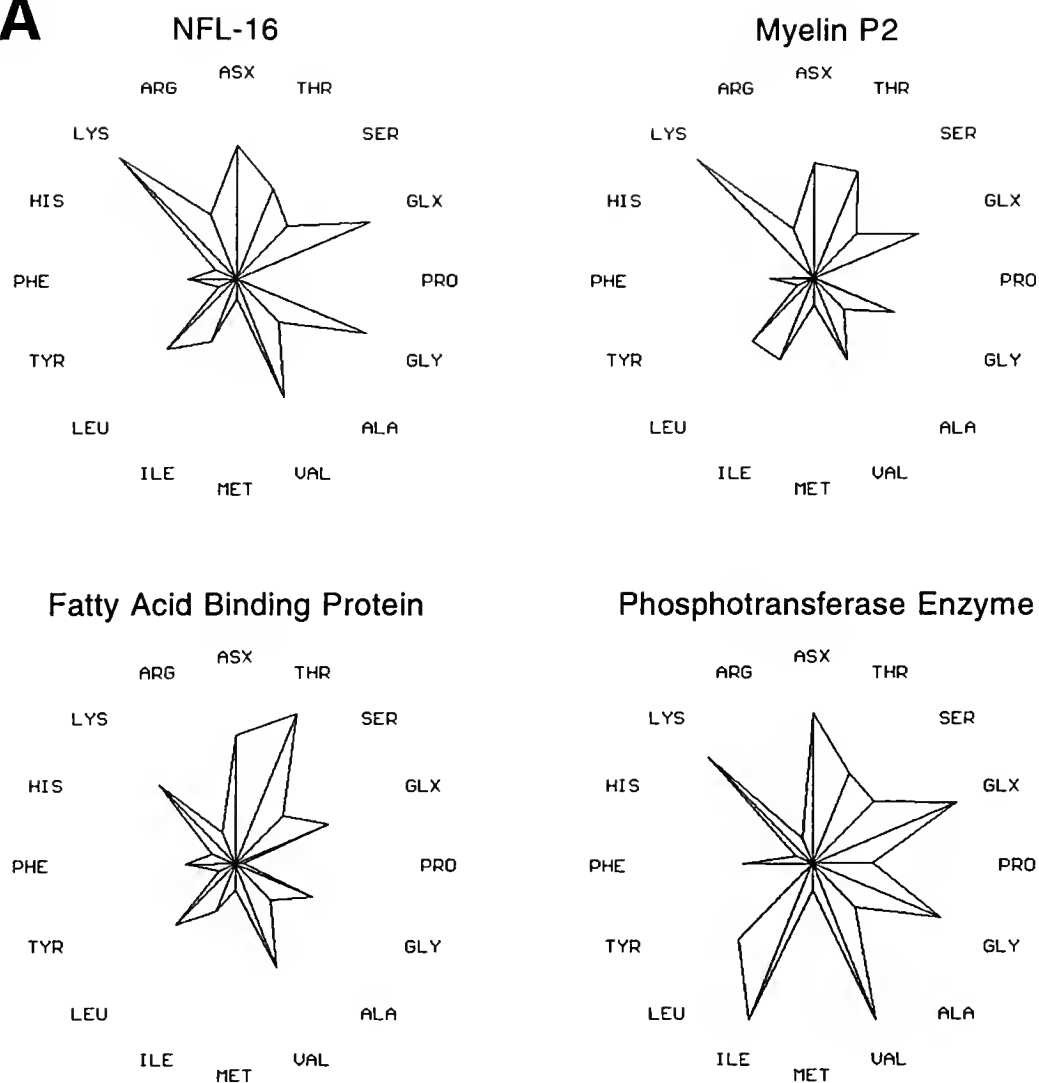 A
NFL-16
ASX
ARG THR
LYS SER
HIS GLX
PHE PRO
TYR GLY
LEU ALA
ILE VAL
MET
Myelin P2
ASX
ARG THR
LYS SER
HIS GLX
PHE PRO
TYR GLY
LEU ALA
ILE VAL
MET
Fatty Acid Binding Protein
ASX
ARG THR
LYS SER
HIS GLX
PHE PRO
TYR GLY
LEU ALA
ILE VAL
MET
Phosphotransferase Enzyme
ASX
ARG THR
LYS SER
HIS GLX
PHE PRO
TYR GLY
LEU ALA
ILE VAL
MET